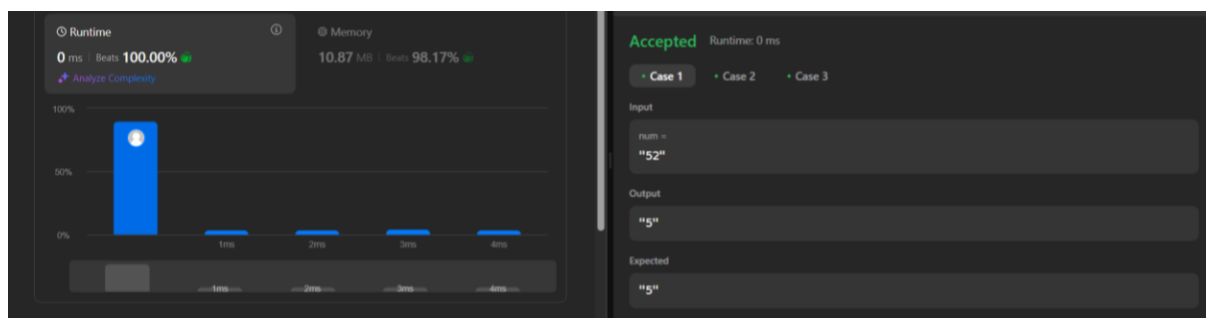 Runtime
0 ms | Beats 100.00%
Analyze Complexity
Memory
10.87 MB | Beats 98.17%
100%
50%
0%
1ms
2ms
3ms
4ms
1ms
2ms
3ms
4ms
Accepted Runtime: 0 ms
• Case 1 • Case 2 • Case 3
Input
num =
"52"
Output
"5"
Expected
"5"